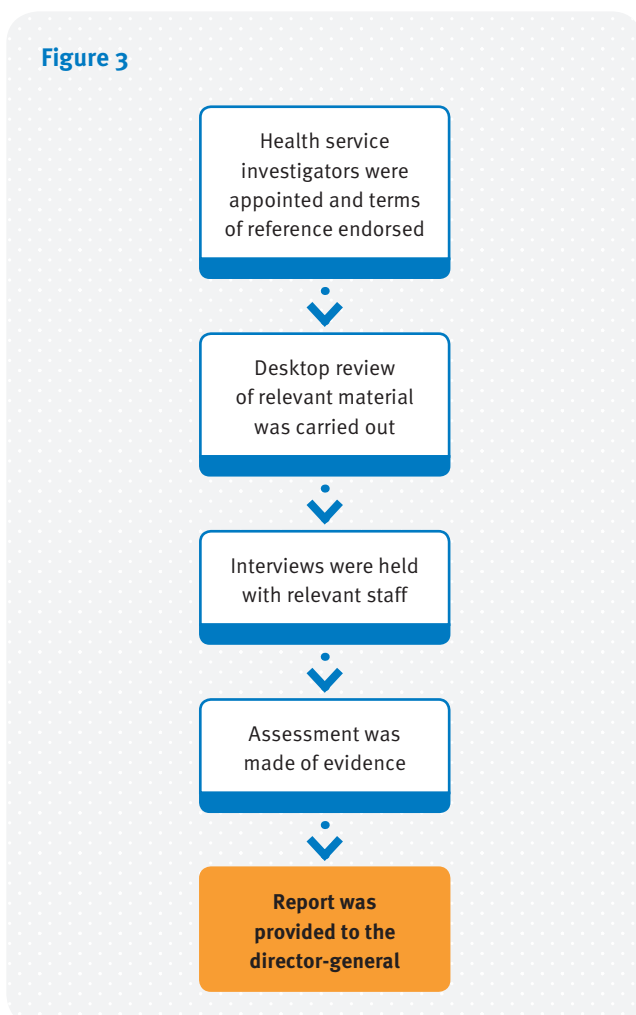 Figure 3
Health service
investigators were
appointed and terms
of reference endorsed
Desktop review
of relevant material
was carried out
Interviews were held
with relevant staff
Assessment was
made of evidence
Report was
provided to the
director-general